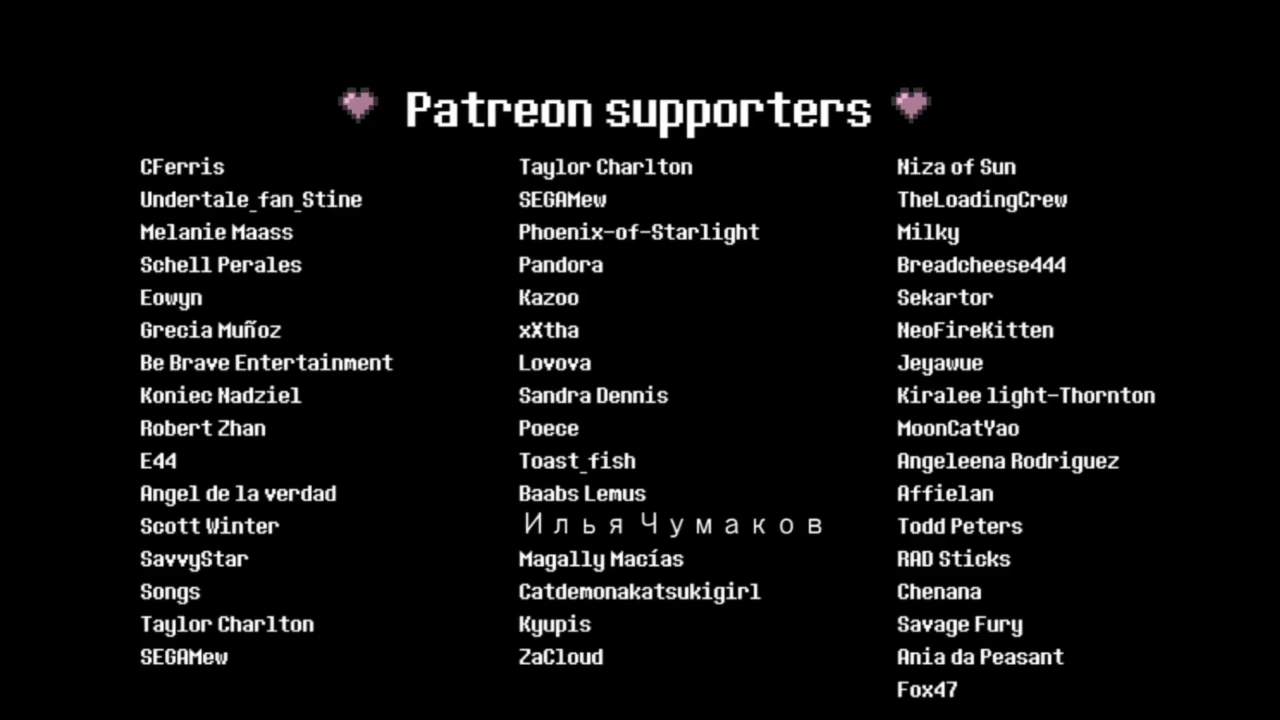 Patreon supporters
CFerris
Undertale_fan_Stine
Melanie Maass
Schell Perales
Eowyn
Grecia Muñoz
Be Brave Entertainment
Koniec Nadziel
Robert Zhan
E44
Angel de la verdad
Scott Winter
SavvyStar
Songs
Taylor Charlton
SEGAMew
Taylor Charlton
SEGAMew
Phoenix-of-Starlight
Pandora
Kazoo
xXtha
Lovova
Sandra Dennis
Poece
Toast_fish
Baabs Lemus
Илья Чумаков
Magally Macías
Catdemonakatsukigirl
Kyupis
ZaCloud
Niza of Sun
TheLoadingCrew
Milky
Breadcheese444
Sekartor
NeoFireKitten
Jeyawue
Kiralee light-Thornton
MoonCatYao
Angeleena Rodriguez
Affielan
Todd Peters
RAD Sticks
Chenana
Savage Fury
Ania da Peasant
Fox47